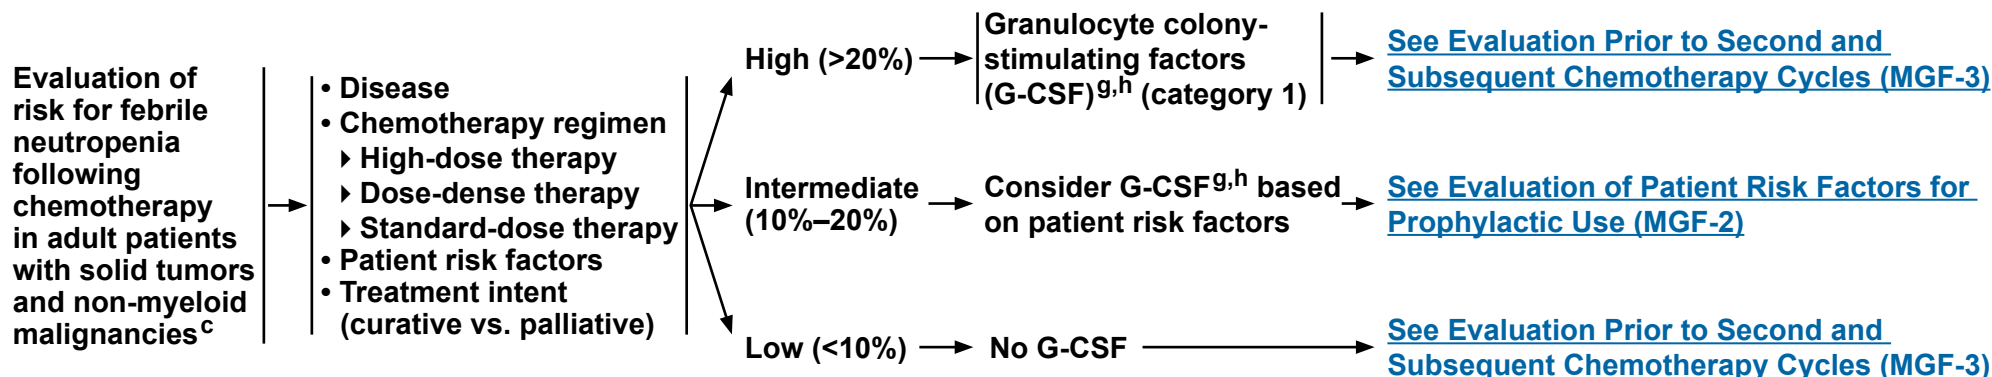 Evaluation of
risk for febrile
neutropenia
following
chemotherapy
in adult patients
with solid tumors
and non-myeloid
malignanciesᶜ
• Disease
• Chemotherapy regimen
▸ High-dose therapy
▸ Dose-dense therapy
▸ Standard-dose therapy
• Patient risk factors
• Treatment intent
(curative vs. palliative)
High (>20%)
Granulocyte colony-
stimulating factors
(G-CSF)ᵍ,ʰ (category 1)
See Evaluation Prior to Second and
Subsequent Chemotherapy Cycles (MGF-3)
Intermediate
(10%–20%)
Consider G-CSFᵍ,ʰ based
on patient risk factors
See Evaluation of Patient Risk Factors for
Prophylactic Use (MGF-2)
Low (<10%)
No G-CSF
See Evaluation Prior to Second and
Subsequent Chemotherapy Cycles (MGF-3)